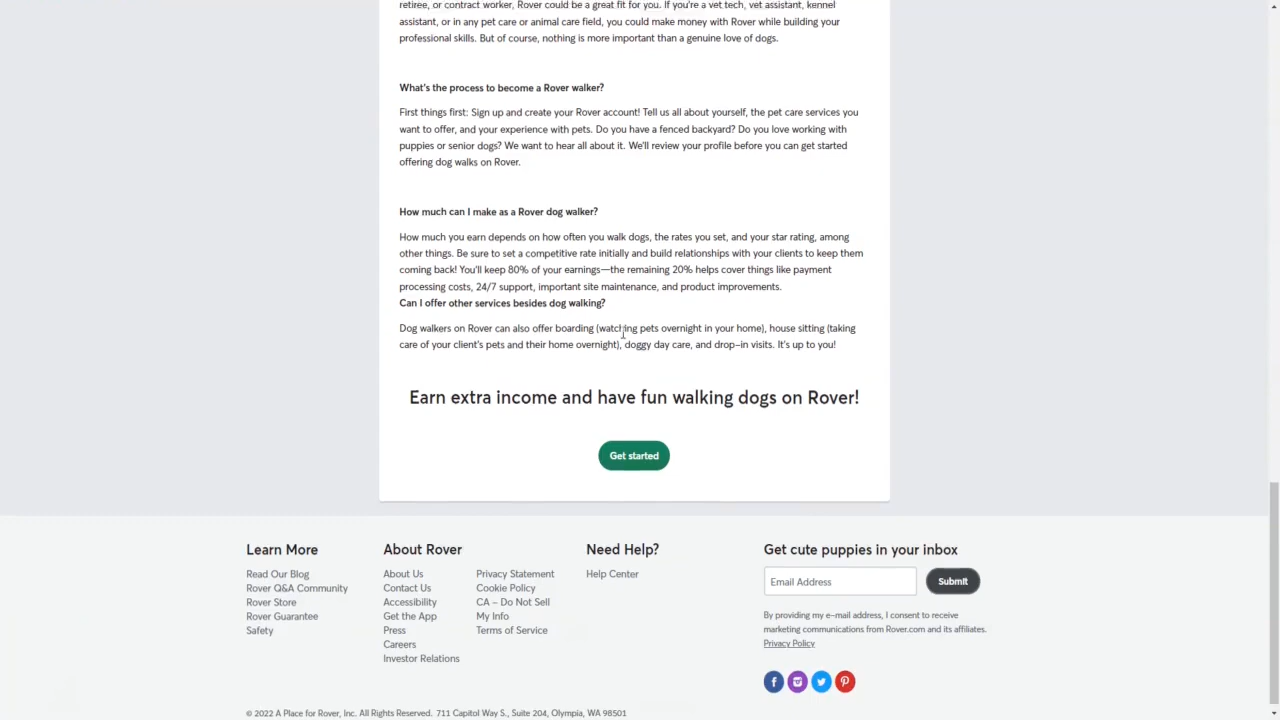 retiree, or contract worker, Rover could be a great fit for you. If you're a vet tech, vet assistant, kennel
assistant, or in any pet care or animal care field, you could make money with Rover while building your
professional skills. But of course, nothing is more important than a genuine love of dogs.
What's the process to become a Rover walker?
First things first: Sign up and create your Rover account! Tell us all about yourself, the pet care services you
want to offer, and your experience with pets. Do you have a fenced backyard? Do you love working with
puppies or senior dogs? We want to hear all about it. We'll review your profile before you can get started
offering dog walks on Rover.
How much can I make as a Rover dog walker?
How much you earn depends on how often you walk dogs, the rates you set, and your star rating, among
other things. Be sure to set a competitive rate initially and build relationships with your clients to keep them
coming back! You'll keep 80% of your earnings—the remaining 20% helps cover things like payment
processing costs, 24/7 support, important site maintenance, and product improvements.
Can I offer other services besides dog walking?
Dog walkers on Rover can also offer boarding (watching pets overnight in your home), house sitting (taking
care of your client's pets and their home overnight), doggy day care, and drop-in visits. It's up to you!
Earn extra income and have fun walking dogs on Rover!
Get started
Learn More
Read Our Blog
Rover Q&A Community
Rover Store
Rover Guarantee
Safety
About Rover
About Us
Contact Us
Accessibility
Get the App
Press
Careers
Investor Relations
Privacy Statement
Cookie Policy
CA - Do Not Sell
My Info
Terms of Service
Need Help?
Help Center
Get cute puppies in your inbox
Email Address
Submit
By providing my e-mail address, I consent to receive
marketing communications from Rover.com and its affiliates.
Privacy Policy
© 2022 A Place for Rover, Inc. All Rights Reserved. 711 Capitol Way S., Suite 204, Olympia, WA 98501